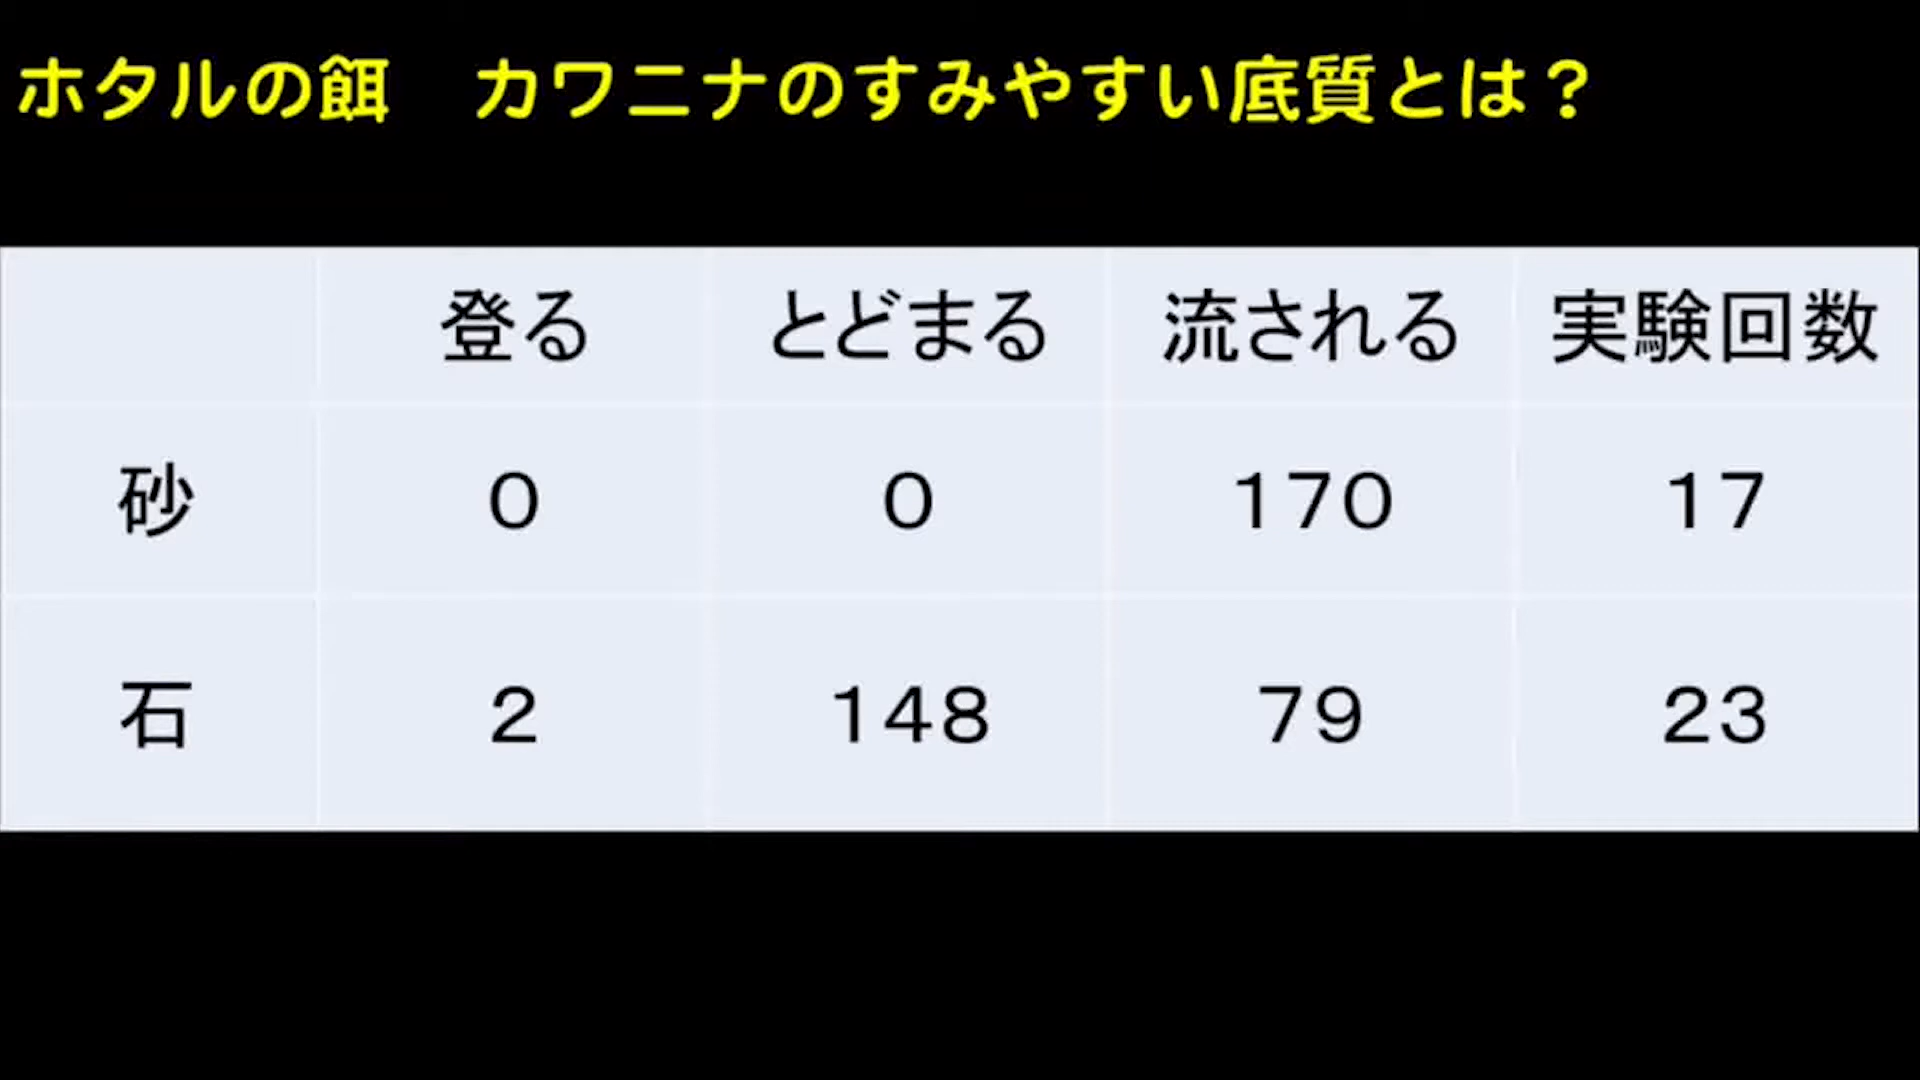 ホタルの餌　カワニナのすみやすい底質とは？
登る　とどまる　流される　実験回数
砂　0　0　170　17
石　2　148　79　23